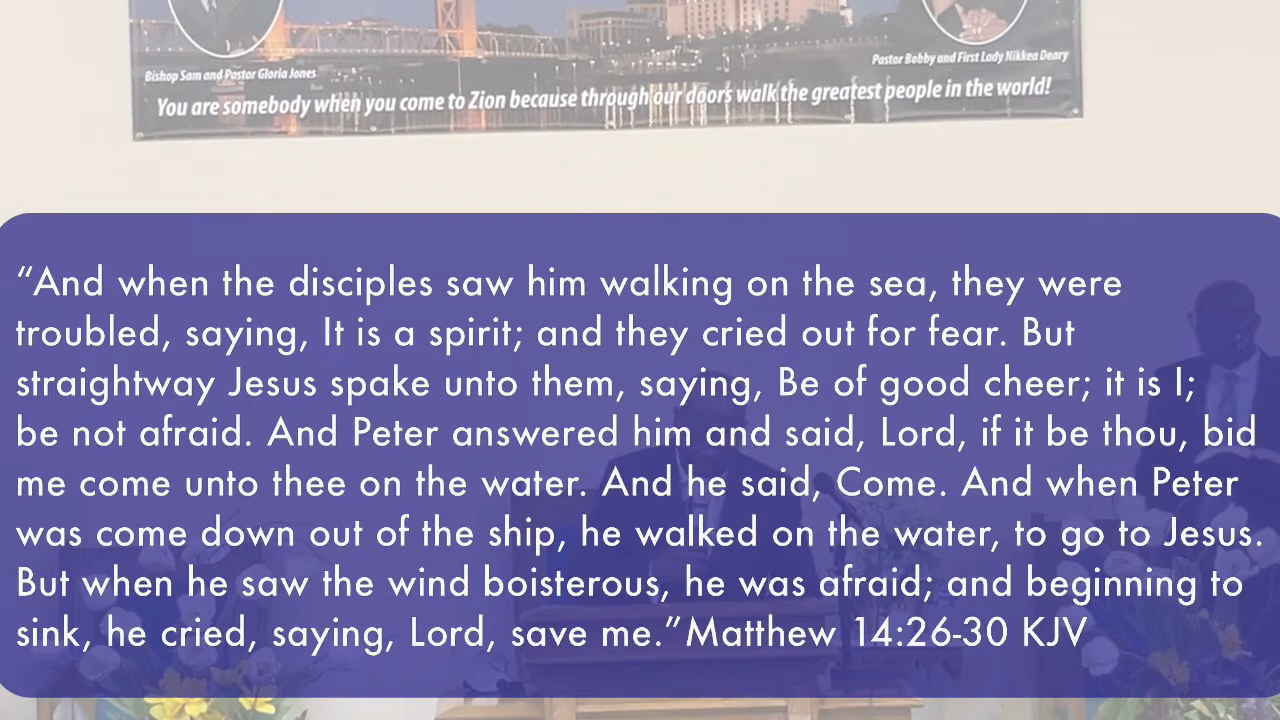 Bishop Sam and Pastor Gloria Jones
Pastor Bobby and First Lady Nikkea Deary
You are somebody when you come to Zion because through our doors walk the greatest people in the world!
“And when the disciples saw him walking on the sea, they were
troubled, saying, It is a spirit; and they cried out for fear. But
straightway Jesus spake unto them, saying, Be of good cheer; it is I;
be not afraid. And Peter answered him and said, Lord, if it be thou, bid
me come unto thee on the water. And he said, Come. And when Peter
was come down out of the ship, he walked on the water, to go to Jesus.
But when he saw the wind boisterous, he was afraid; and beginning to
sink, he cried, saying, Lord, save me.”Matthew 14:26-30 KJV